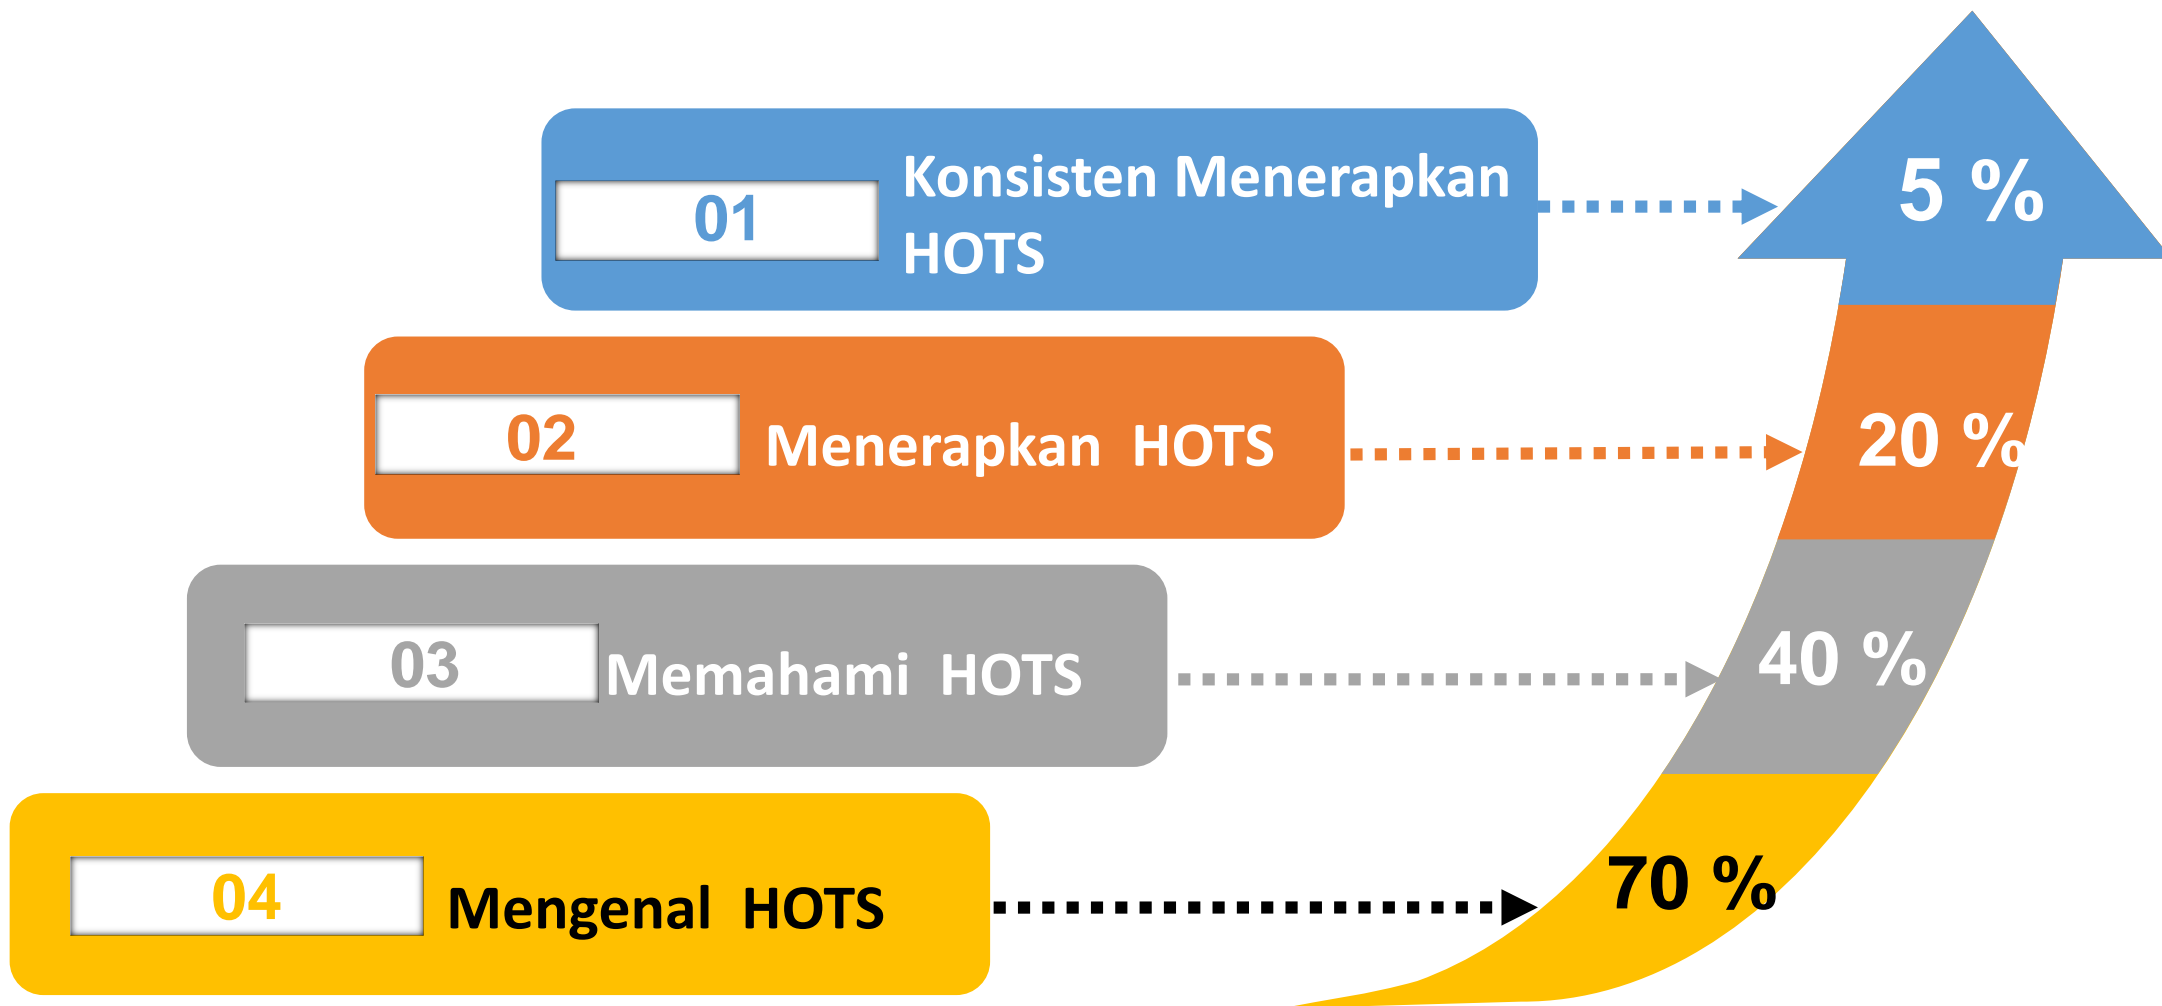 01
Konsisten Menerapkan
HOTS
5 %
02
Menerapkan HOTS
20 %
03
Memahami HOTS
40 %
04
Mengenal HOTS
70 %